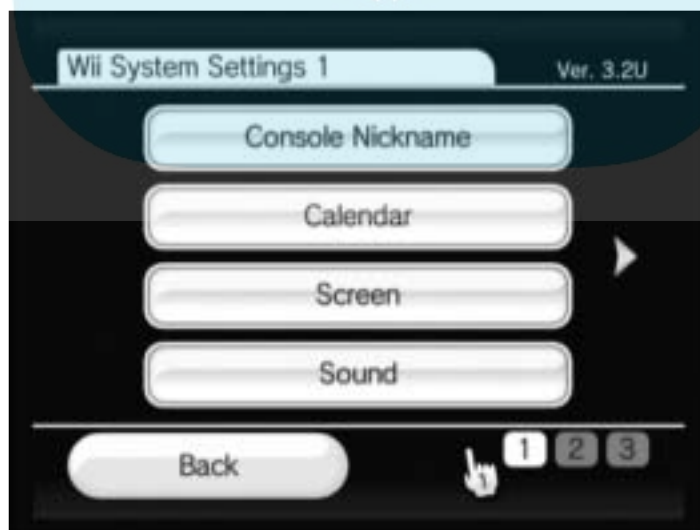 Wii System Settings 1
Ver. 3.2U
Console Nickname
Calendar
Screen
Sound
Back
1
1 2 3